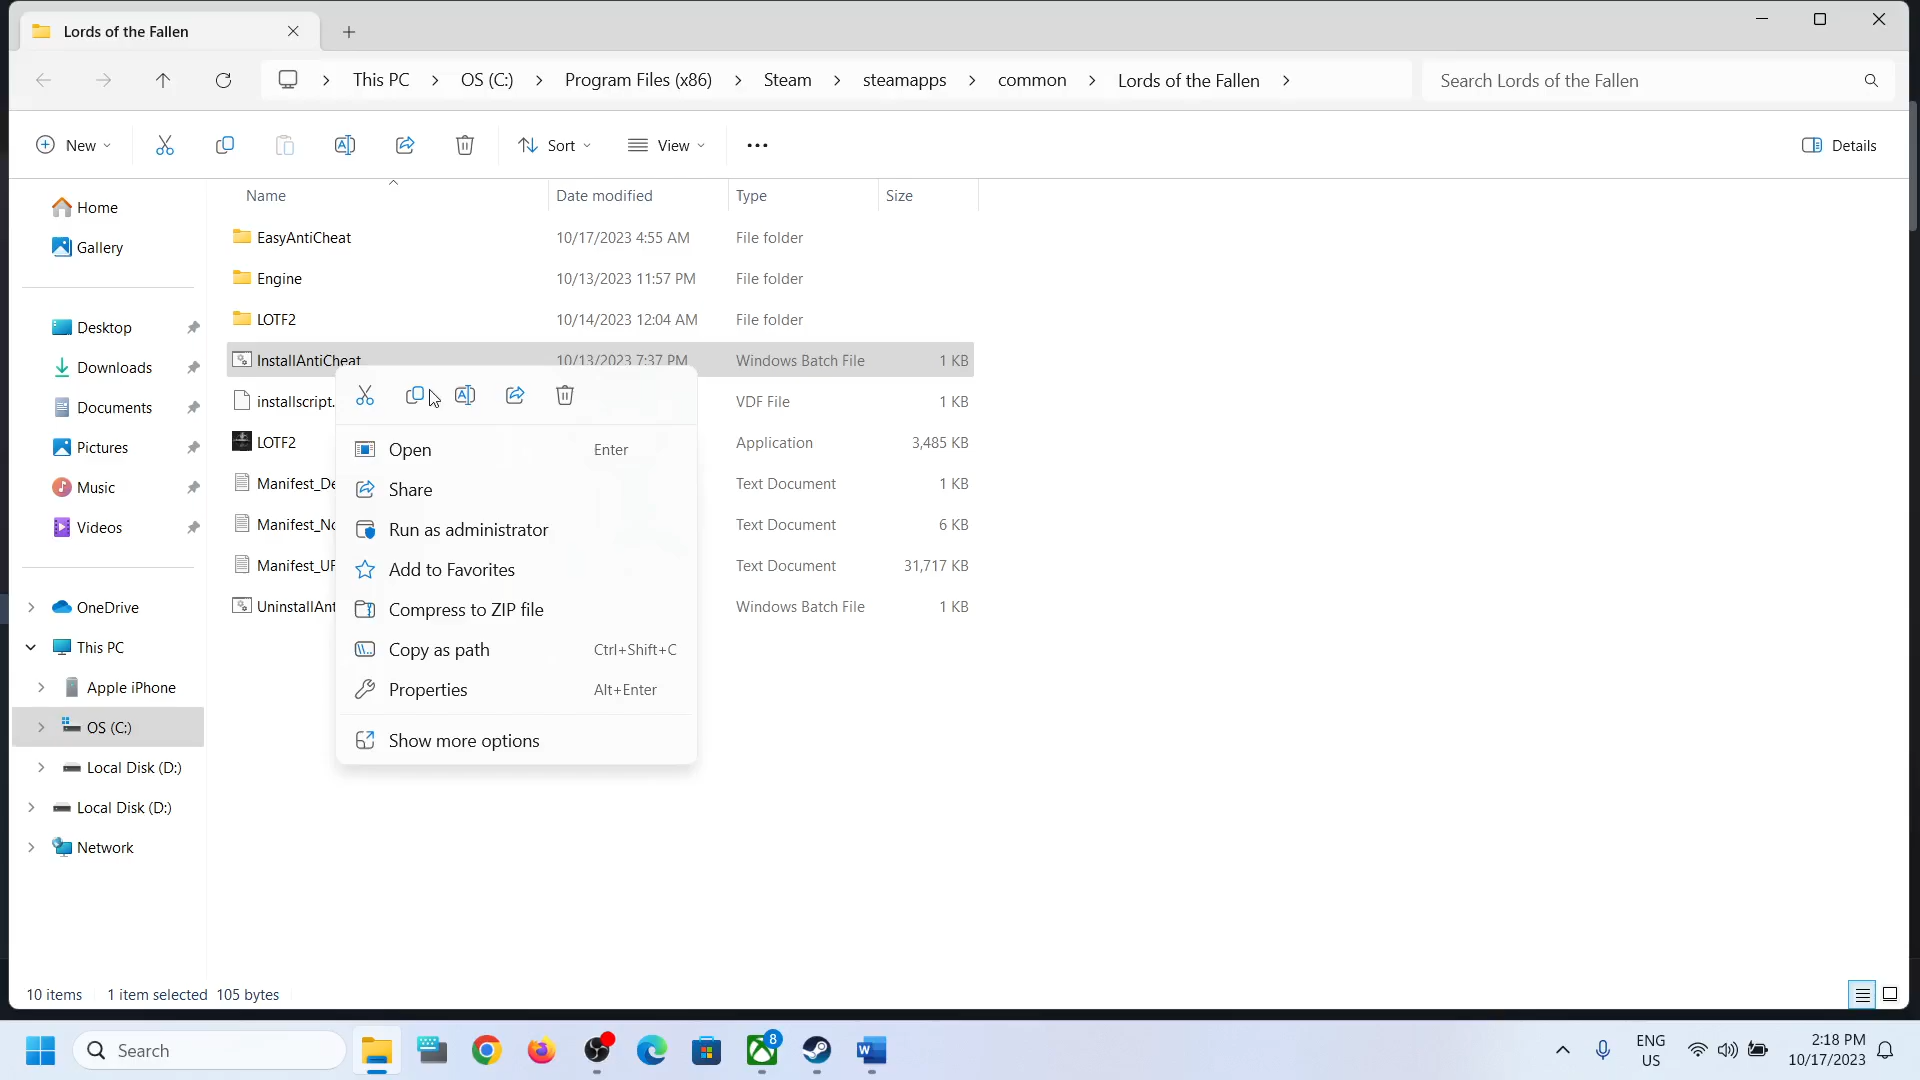 Lords of the Fallen
This PC
OS (C:)
Program Files (x86)
Steam
steamapps
common
Lords of the Fallen
Search Lords of the Fallen
New
Sort
View
Details
Name
Date modified
Type
Size
Home
Gallery
Desktop
Downloads
Documents
Pictures
Music
Videos
OneDrive
This PC
Apple iPhone
OS (C:)
Local Disk (D:)
Local Disk (D:)
Network
EasyAntiCheat 10/17/2023 4:55 AM File folder
Engine 10/13/2023 11:57 PM File folder
LOTF2 10/14/2023 12:04 AM File folder
InstallAntiCheat 10/13/2023 7:37 PM Windows Batch File 1 KB
installscript. VDF File 1 KB
LOTF2 Application 3,485 KB
Manifest_De Text Document 1 KB
Manifest_No Text Document 6 KB
Manifest_UF Text Document 31,717 KB
UninstallAnt Windows Batch File 1 KB
Open Enter
Share
Run as administrator
Add to Favorites
Compress to ZIP file
Copy as path Ctrl+Shift+C
Properties Alt+Enter
Show more options
10 items 1 item selected 105 bytes
Search
8
ENG
US
2:18 PM
10/17/2023